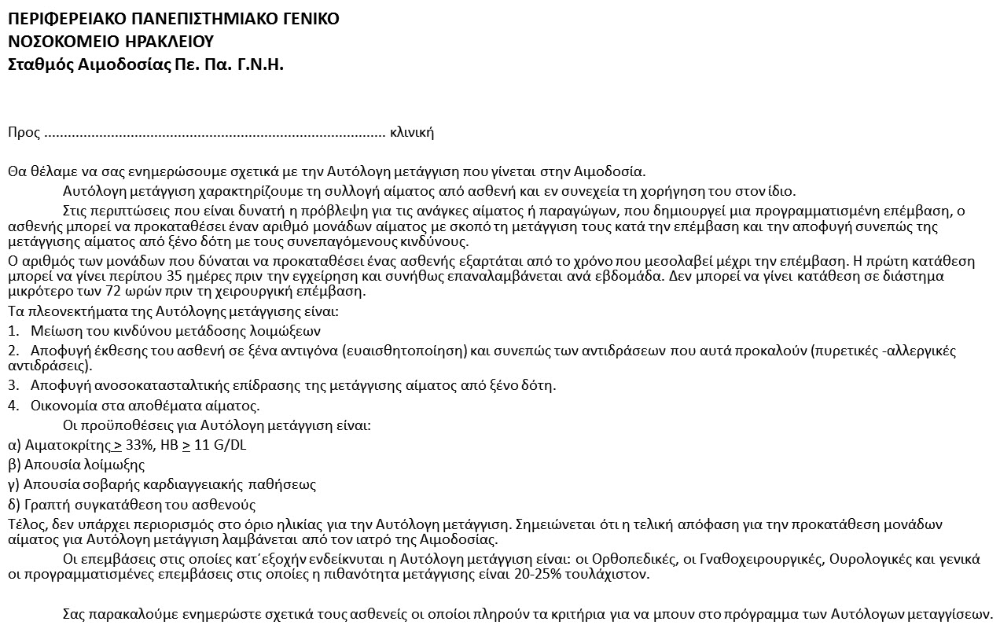 ΠΕΡΙΦΕΡΕΙΑΚΟ ΠΑΝΕΠΙΣΤΗΜΙΑΚΟ ΓΕΝΙΚΟ
ΝΟΣΟΚΟΜΕΙΟ ΗΡΑΚΛΕΙΟΥ
Σταθμός Αιμοδοσίας Πε. Πα. Γ.Ν.Η.
Προς ....................................................................................... κλινική
Θα θέλαμε να σας ενημερώσουμε σχετικά με την Αυτόλογη μετάγγιση που γίνεται στην Αιμοδοσία.
Αυτόλογη μετάγγιση χαρακτηρίζουμε τη συλλογή αίματος από ασθενή και εν συνεχεία τη χορήγηση του στον ίδιο.
Στις περιπτώσεις που είναι δυνατή η πρόβλεψη για τις ανάγκες αίματος ή παραγώγων, που δημιουργεί μια προγραμματισμένη επέμβαση, ο
ασθενής μπορεί να προκαταθέσει έναν αριθμό μονάδων αίματος με σκοπό τη μετάγγιση τους κατά την επέμβαση και την αποφυγή συνεπώς της
μετάγγισης αίματος από ξένο δότη με τους συνεπαγόμενους κινδύνους.
Ο αριθμός των μονάδων που δύναται να προκαταθέσει ένας ασθενής εξαρτάται από το χρόνο που μεσολαβεί μέχρι την επέμβαση. Η πρώτη κατάθεση
μπορεί να γίνει περίπου 35 ημέρες πριν την εγχείρηση και συνήθως επαναλαμβάνεται ανά εβδομάδα. Δεν μπορεί να γίνει κατάθεση σε διάστημα
μικρότερο των 72 ωρών πριν τη χειρουργική επέμβαση.
Τα πλεονεκτήματα της Αυτόλογης μετάγγισης είναι:
1. Μείωση του κινδύνου μετάδοσης λοιμώξεων
2. Αποφυγή έκθεσης του ασθενή σε ξένα αντιγόνα (ευαισθητοποίηση) και συνεπώς των αντιδράσεων που αυτά προκαλούν (πυρετικές -αλλεργικές
αντιδράσεις).
3. Αποφυγή ανοσοκατασταλτικής επίδρασης της μετάγγισης αίματος από ξένο δότη.
4. Οικονομία στα αποθέματα αίματος.
Οι προϋποθέσεις για Αυτόλογη μετάγγιση είναι:
α) Αιματοκρίτης ≥ 33%, HB ≥ 11 G/DL
β) Απουσία λοίμωξης
γ) Απουσία σοβαρής καρδιαγγειακής παθήσεως
δ) Γραπτή συγκατάθεση του ασθενούς
Τέλος, δεν υπάρχει περιορισμός στο όριο ηλικίας για την Αυτόλογη μετάγγιση. Σημειώνεται ότι η τελική απόφαση για την προκατάθεση μονάδων
αίματος για Αυτόλογη μετάγγιση λαμβάνεται από τον ιατρό της Αιμοδοσίας.
Οι επεμβάσεις στις οποίες κατ΄εξοχήν ενδείκνυται η Αυτόλογη μετάγγιση είναι: οι Ορθοπεδικές, οι Γναθοχειρουργικές, Ουρολογικές και γενικά
οι προγραμματισμένες επεμβάσεις στις οποίες η πιθανότητα μετάγγισης είναι 20-25% τουλάχιστον.
Σας παρακαλούμε ενημερώστε σχετικά τους ασθενείς οι οποίοι πληρούν τα κριτήρια για να μπουν στο πρόγραμμα των Αυτόλογων μεταγγίσεων.